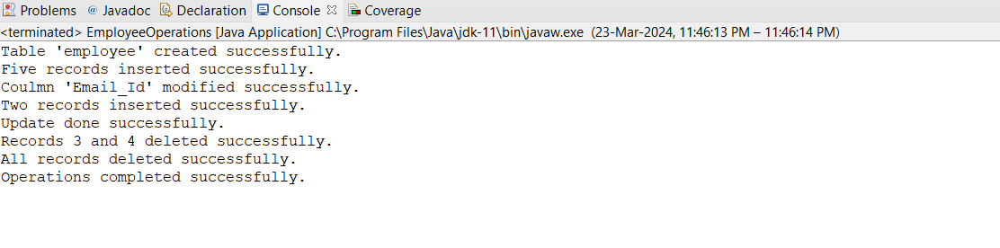 Problems @ Javadoc Declaration Console Coverage
<terminated> EmployeeOperations [Java Application] C:\Program Files\Java\jdk-11\bin\javaw.exe (23-Mar-2024, 11:46:13 PM – 11:46:14 PM)
Table 'employee' created successfully.
Five records inserted successfully.
Coulmn 'Email_Id' modified successfully.
Two records inserted successfully.
Update done successfully.
Records 3 and 4 deleted successfully.
All records deleted successfully.
Operations completed successfully.